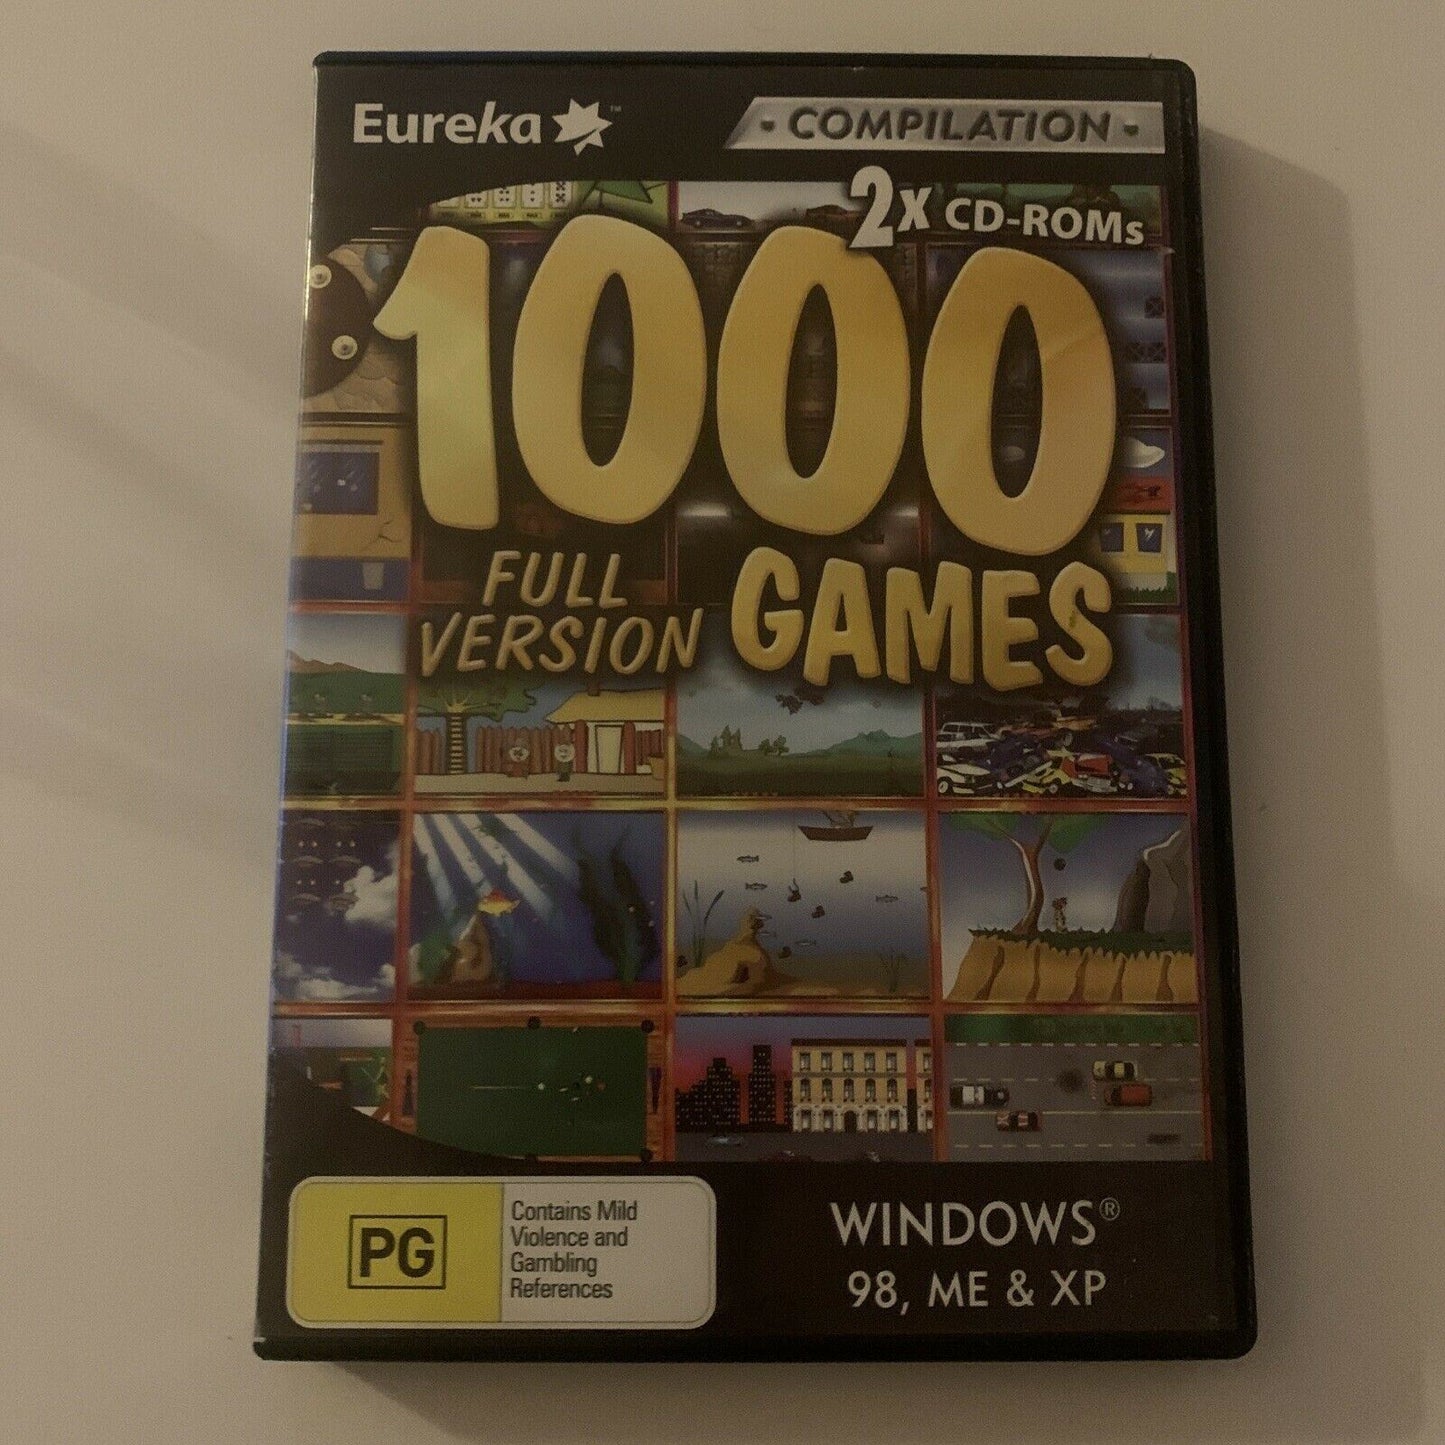 Eureka™
COMPILATION
2x CD-ROMs
1000
FULL
VERSION GAMES
PG
Contains Mild
Violence and
Gambling
References
WINDOWS®
98, ME & XP